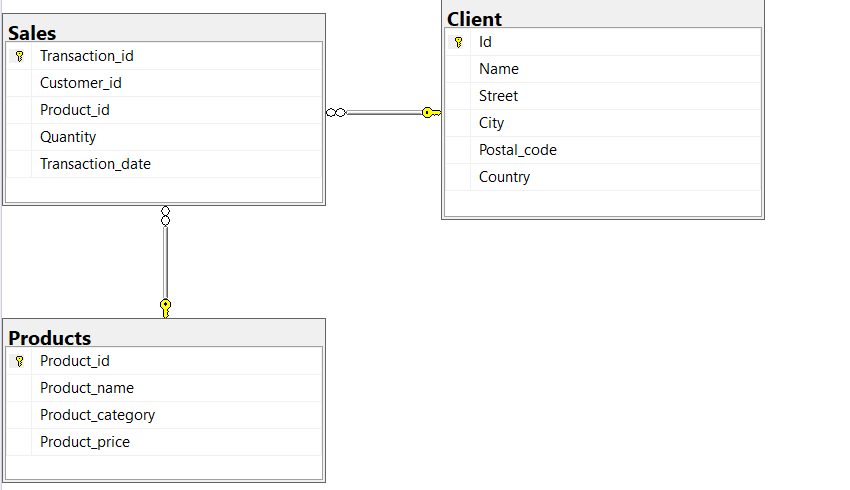 Sales
Transaction_id
Customer_id
Product_id
Quantity
Transaction_date
Client
Id
Name
Street
City
Postal_code
Country
Products
Product_id
Product_name
Product_category
Product_price